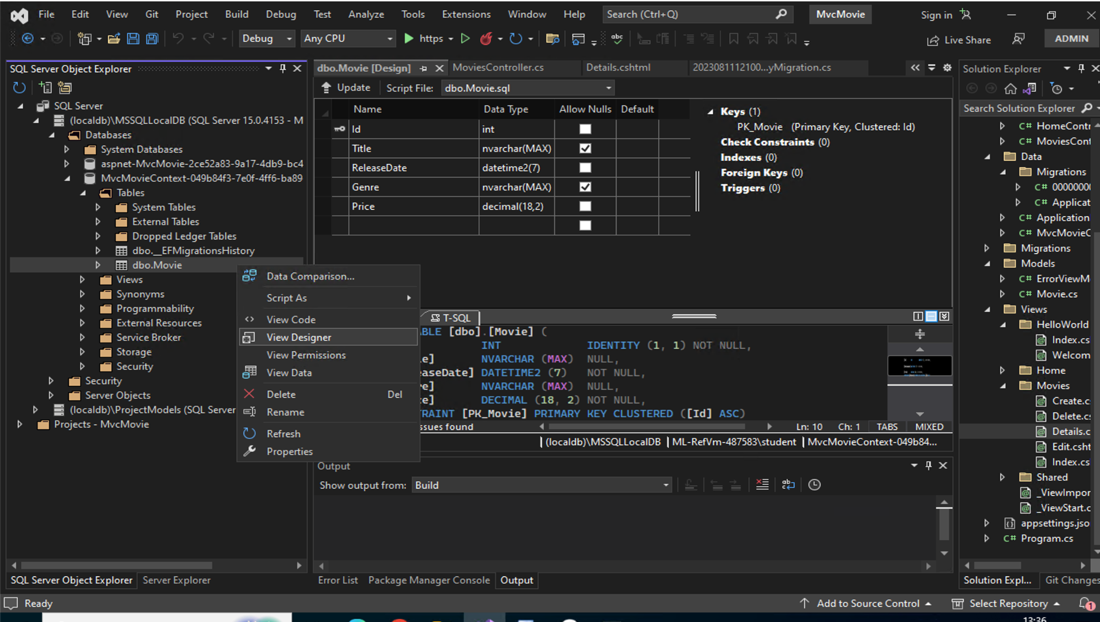 File Edit View Git Project Build Debug Test Analyze Tools Extensions Window Help Search (Ctrl+Q) MvcMovie Sign in
Debug Any CPU https Live Share ADMIN
SQL Server Object Explorer
SQL Server
(localdb)\MSSQLLocalDB (SQL Server 15.0.4153 - M
Databases
System Databases
aspnet-MvcMovie-2ce52a83-9a17-4db9-bc4
MvcMovieContext-049b84f3-7e0f-4ff6-ba89
Tables
System Tables
External Tables
Dropped Ledger Tables
dbo.__EFMigrationsHistory
dbo.Movie
Views
Synonyms
Programmability
External Resources
Service Broker
Storage
Security
Security
Server Objects
(localdb)\ProjectModels (SQL Server
Projects - MvcMovie
SQL Server Object Explorer Server Explorer
Data Comparison...
Script As
View Code
View Designer
View Permissions
View Data
Delete Del
Rename
Refresh
Properties
dbo.Movie [Design] MoviesController.cs Details.cshtml 2023081112100...yMigration.cs
Update Script File: dbo.Movie.sql
Name Data Type Allow Nulls Default
Id int
Title nvarchar(MAX)
ReleaseDate datetime2(7)
Genre nvarchar(MAX)
Price decimal(18,2)
Keys (1)
PK_Movie (Primary Key, Clustered: Id)
Check Constraints (0)
Indexes (0)
Foreign Keys (0)
Triggers (0)
T-SQL
ABLE [dbo].[Movie] (
INT IDENTITY (1, 1) NOT NULL,
e] NVARCHAR (MAX) NULL,
easeDate] DATETIME2 (7) NOT NULL,
re] NVARCHAR (MAX) NULL,
e] DECIMAL (18, 2) NOT NULL,
TRAINT [PK_Movie] PRIMARY KEY CLUSTERED ([Id] ASC)
ssues found Ln: 10 Ch: 1 TABS MIXED
(localdb)\MSSQLLocalDB ML-RefVm-487583\student MvcMovieContext-049b84...
Output
Show output from: Build
Error List Package Manager Console Output
Solution Explorer
Search Solution Explorer
C# HomeContr
C# MoviesCont
Data
Migrations
C# 00000000
C# Applicat
C# Application
C# MvcMovieC
Migrations
Models
C# ErrorViewM
C# Movie.cs
Views
HelloWorld
Index.cs
Welcom
Home
Movies
Create.c
Delete.c
Details.c
Edit.csht
Index.cs
Shared
_ViewImpor
_ViewStart.c
appsettings.jso
C# Program.cs
Solution Expl... Git Changes
Ready Add to Source Control Select Repository 1
13:36